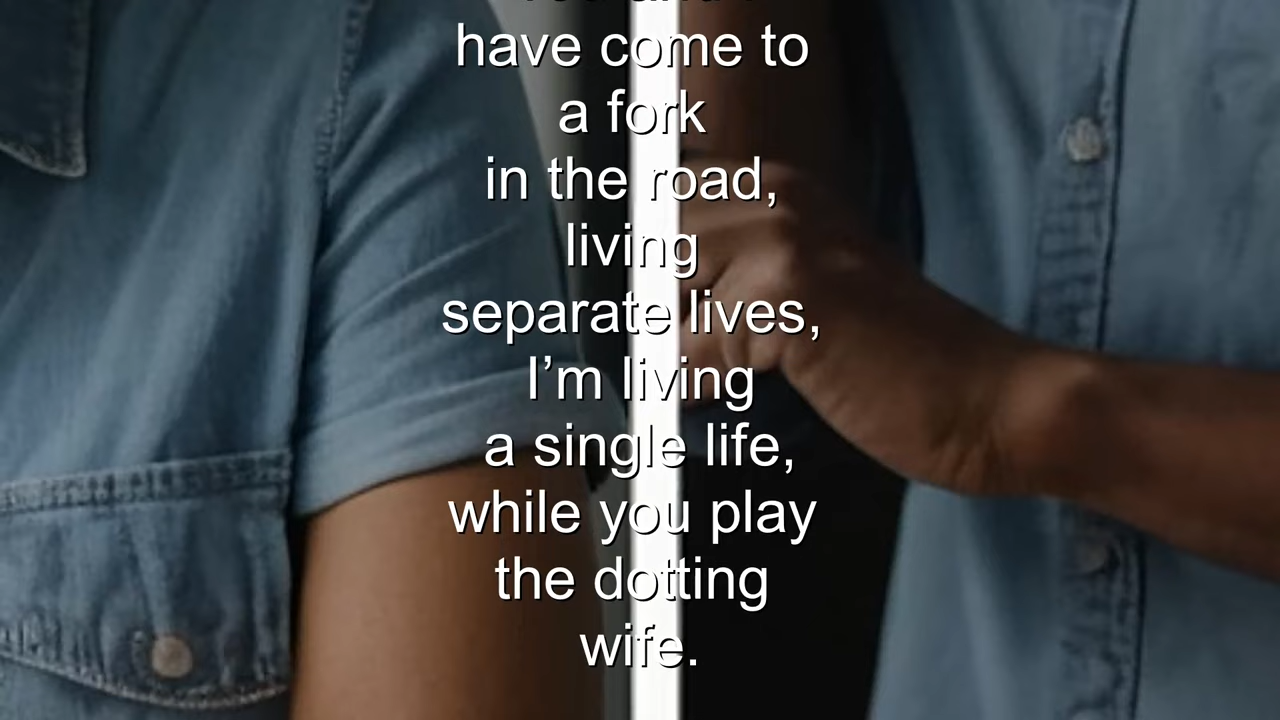 have come to
a fork
in the road,
living
separate lives,
I’m living
a single life,
while you play
the dotting
wife.